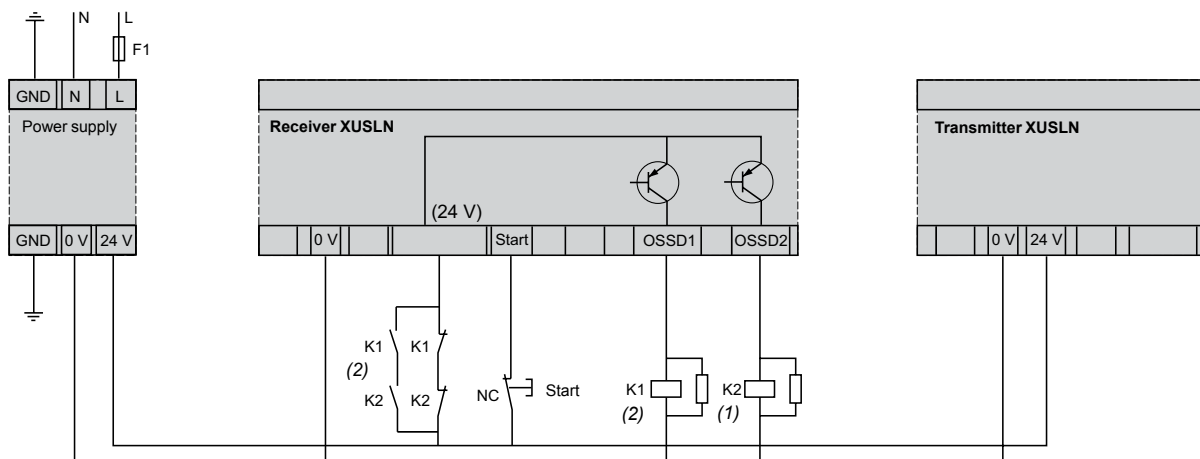 N L
F1
GND N L
Power supply
Receiver XUSLN
Transmitter XUSLN
(24 V)
GND 0 V 24 V
0 V Start OSSD1 OSSD2
0 V 24 V
K1 K1
(2)
K2 K2
NC Start
K1
(2)
K2
(1)